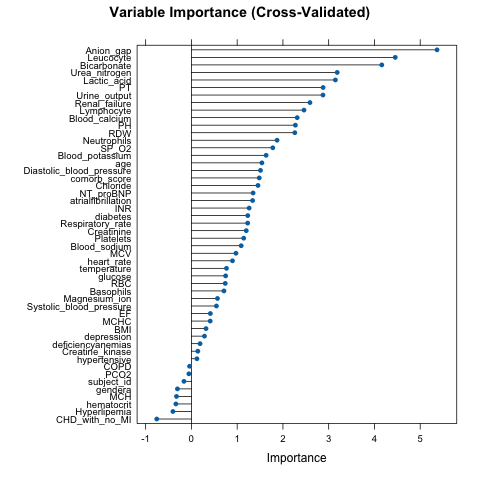 Variable Importance (Cross-Validated)
Anion_gap
Leucocyte
Bicarbonate
Urea_nitrogen
Lactic_acid
PT
Urine_output
Renal_failure
Lymphocyte
Blood_calcium
PH
RDW
Neutrophils
SP_O2
Blood_potassium
age
Diastolic_blood_pressure
comorb_score
Chloride
NT_proBNP
atrialfibrillation
INR
diabetes
Respiratory_rate
Creatinine
Platelets
Blood_sodium
MCV
heart_rate
temperature
glucose
RBC
Basophils
Magnesium_ion
Systolic_blood_pressure
EF
MCHC
BMI
depression
deficiencyanemias
Creatine_kinase
hypertensive
COPD
PCO2
subject_id
gendera
MCH
hematocrit
Hyperlipemia
CHD_with_no_MI
-1 0 1 2 3 4 5
Importance